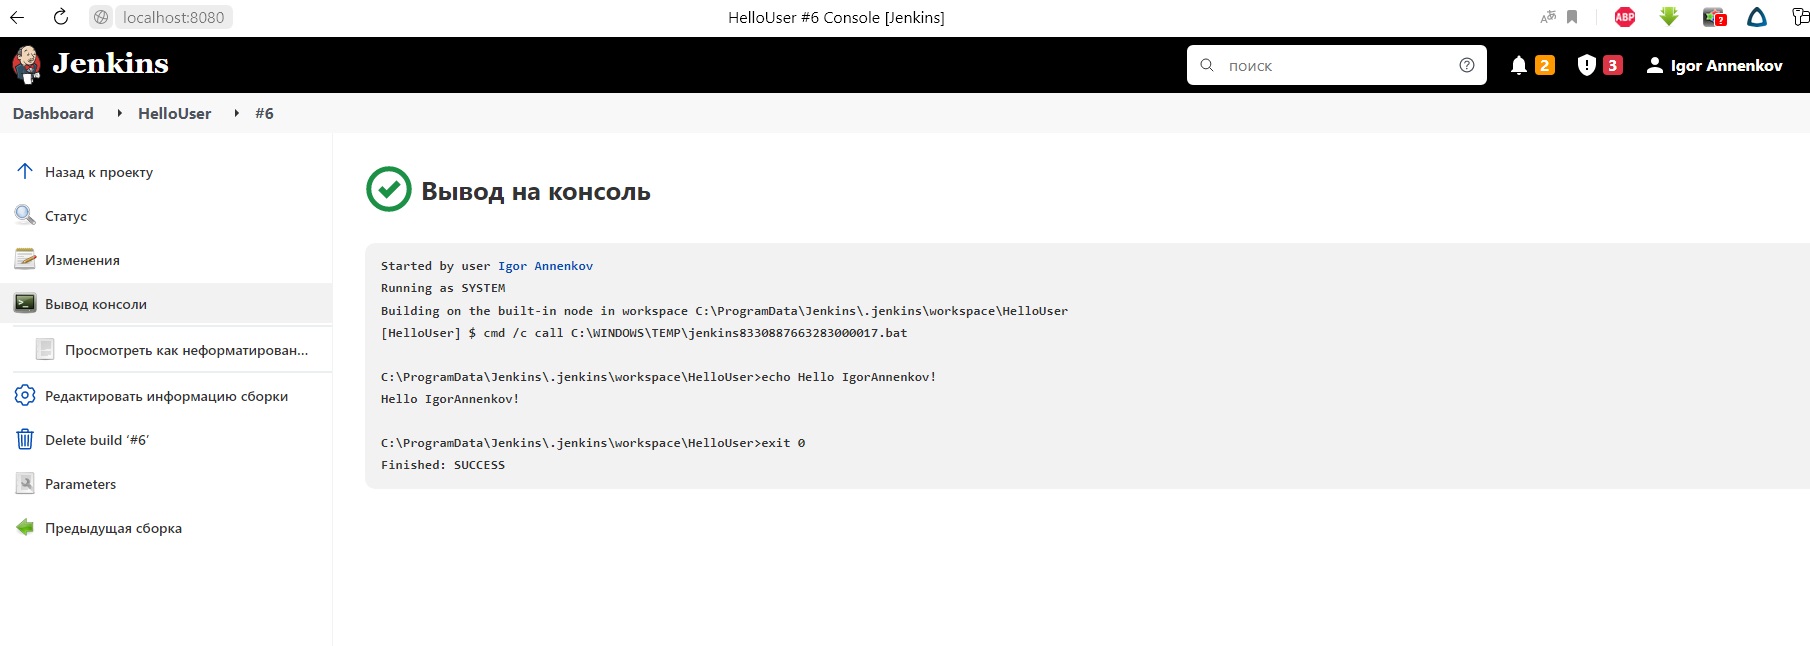 localhost:8080
HelloUser #6 Console [Jenkins]
ABP
?
Jenkins
поиск
2
3
Igor Annenkov
Dashboard HelloUser #6
Назад к проекту
Статус
Изменения
Вывод консоли
Просмотреть как неформатирован...
Редактировать информацию сборки
Delete build ‘#6’
Parameters
Предыдущая сборка
Вывод на консоль
Started by user Igor Annenkov
Running as SYSTEM
Building on the built-in node in workspace C:\ProgramData\Jenkins\.jenkins\workspace\HelloUser
[HelloUser] $ cmd /c call C:\WINDOWS\TEMP\jenkins8330887663283000017.bat
C:\ProgramData\Jenkins\.jenkins\workspace\HelloUser>echo Hello IgorAnnenkov!
Hello IgorAnnenkov!
C:\ProgramData\Jenkins\.jenkins\workspace\HelloUser>exit 0
Finished: SUCCESS